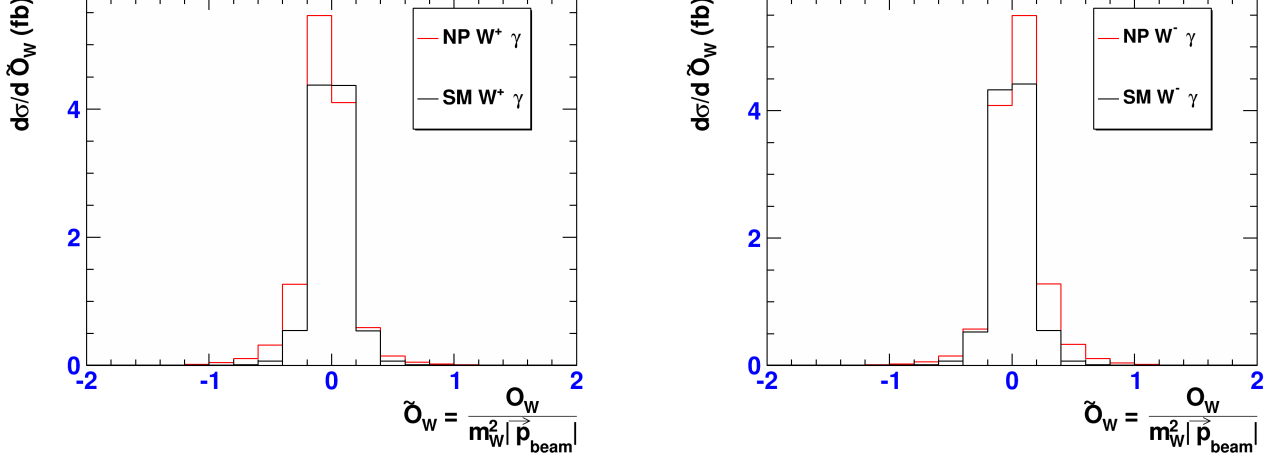 dσ/d Õ_W (fb)
NP W⁺ γ
SM W⁺ γ
4
2
0
-2 -1 0 1 2
Õ_W = O_W / m²_W | p⃗_beam |
dσ/d Õ_W (fb)
NP W⁻ γ
SM W⁻ γ
4
2
0
-2 -1 0 1 2
Õ_W = O_W / m²_W | p⃗_beam |